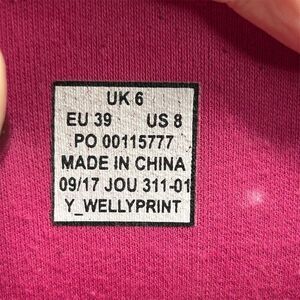 UK 6
EU 39 US 8
PO 00115777
MADE IN CHINA
09/17 JOU 311-01
Y_WELLYPRINT